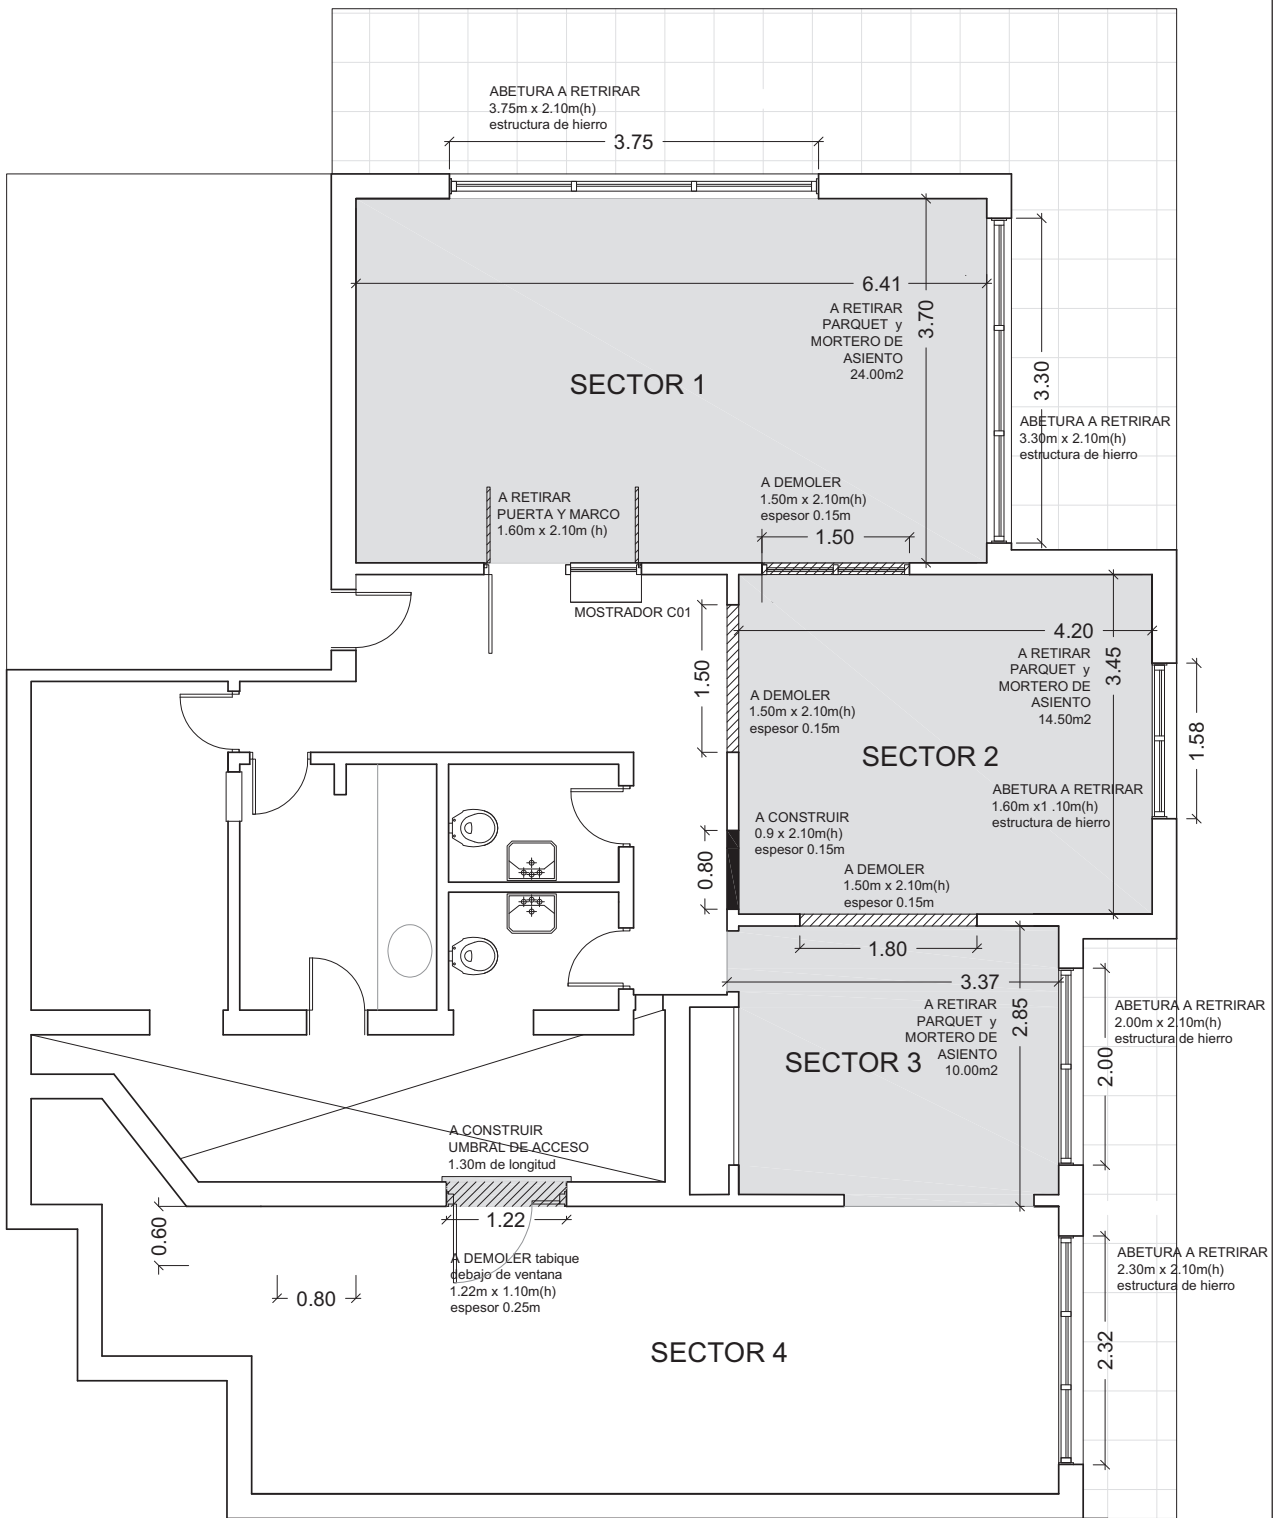 ABETURA A RETRIRAR
3.75m x 2.10m(h)
estructura de hierro
3.75
6.41
A RETIRAR
PARQUET y
MORTERO DE
ASIENTO
24.00m2
3.70
SECTOR 1
3.30
ABETURA A RETRIRAR
3.30m x 2.10m(h)
estructura de hierro
A RETIRAR
PUERTA Y MARCO
1.60m x 2.10m (h)
A DEMOLER
1.50m x 2.10m(h)
espesor 0.15m
1.50
MOSTRADOR C01
4.20
A RETIRAR
PARQUET y
MORTERO DE
ASIENTO
14.50m2
3.45
1.50
A DEMOLER
1.50m x 2.10m(h)
espesor 0.15m
SECTOR 2
1.58
ABETURA A RETRIRAR
1.60m x1 .10m(h)
estructura de hierro
A CONSTRUIR
0.9 x 2.10m(h)
espesor 0.15m
0.80
A DEMOLER
1.50m x 2.10m(h)
espesor 0.15m
1.80
3.37
A RETIRAR
PARQUET y
MORTERO DE
ASIENTO
10.00m2
2.85
SECTOR 3
ABETURA A RETRIRAR
2.00m x 2.10m(h)
estructura de hierro
2.00
A CONSTRUIR
UMBRAL DE ACCESO
1.30m de longitud
1.22
0.60
A DEMOLER tabique
debajo de ventana
1.22m x 1.10m(h)
espesor 0.25m
0.80
ABETURA A RETRIRAR
2.30m x 2.10m(h)
estructura de hierro
2.32
SECTOR 4